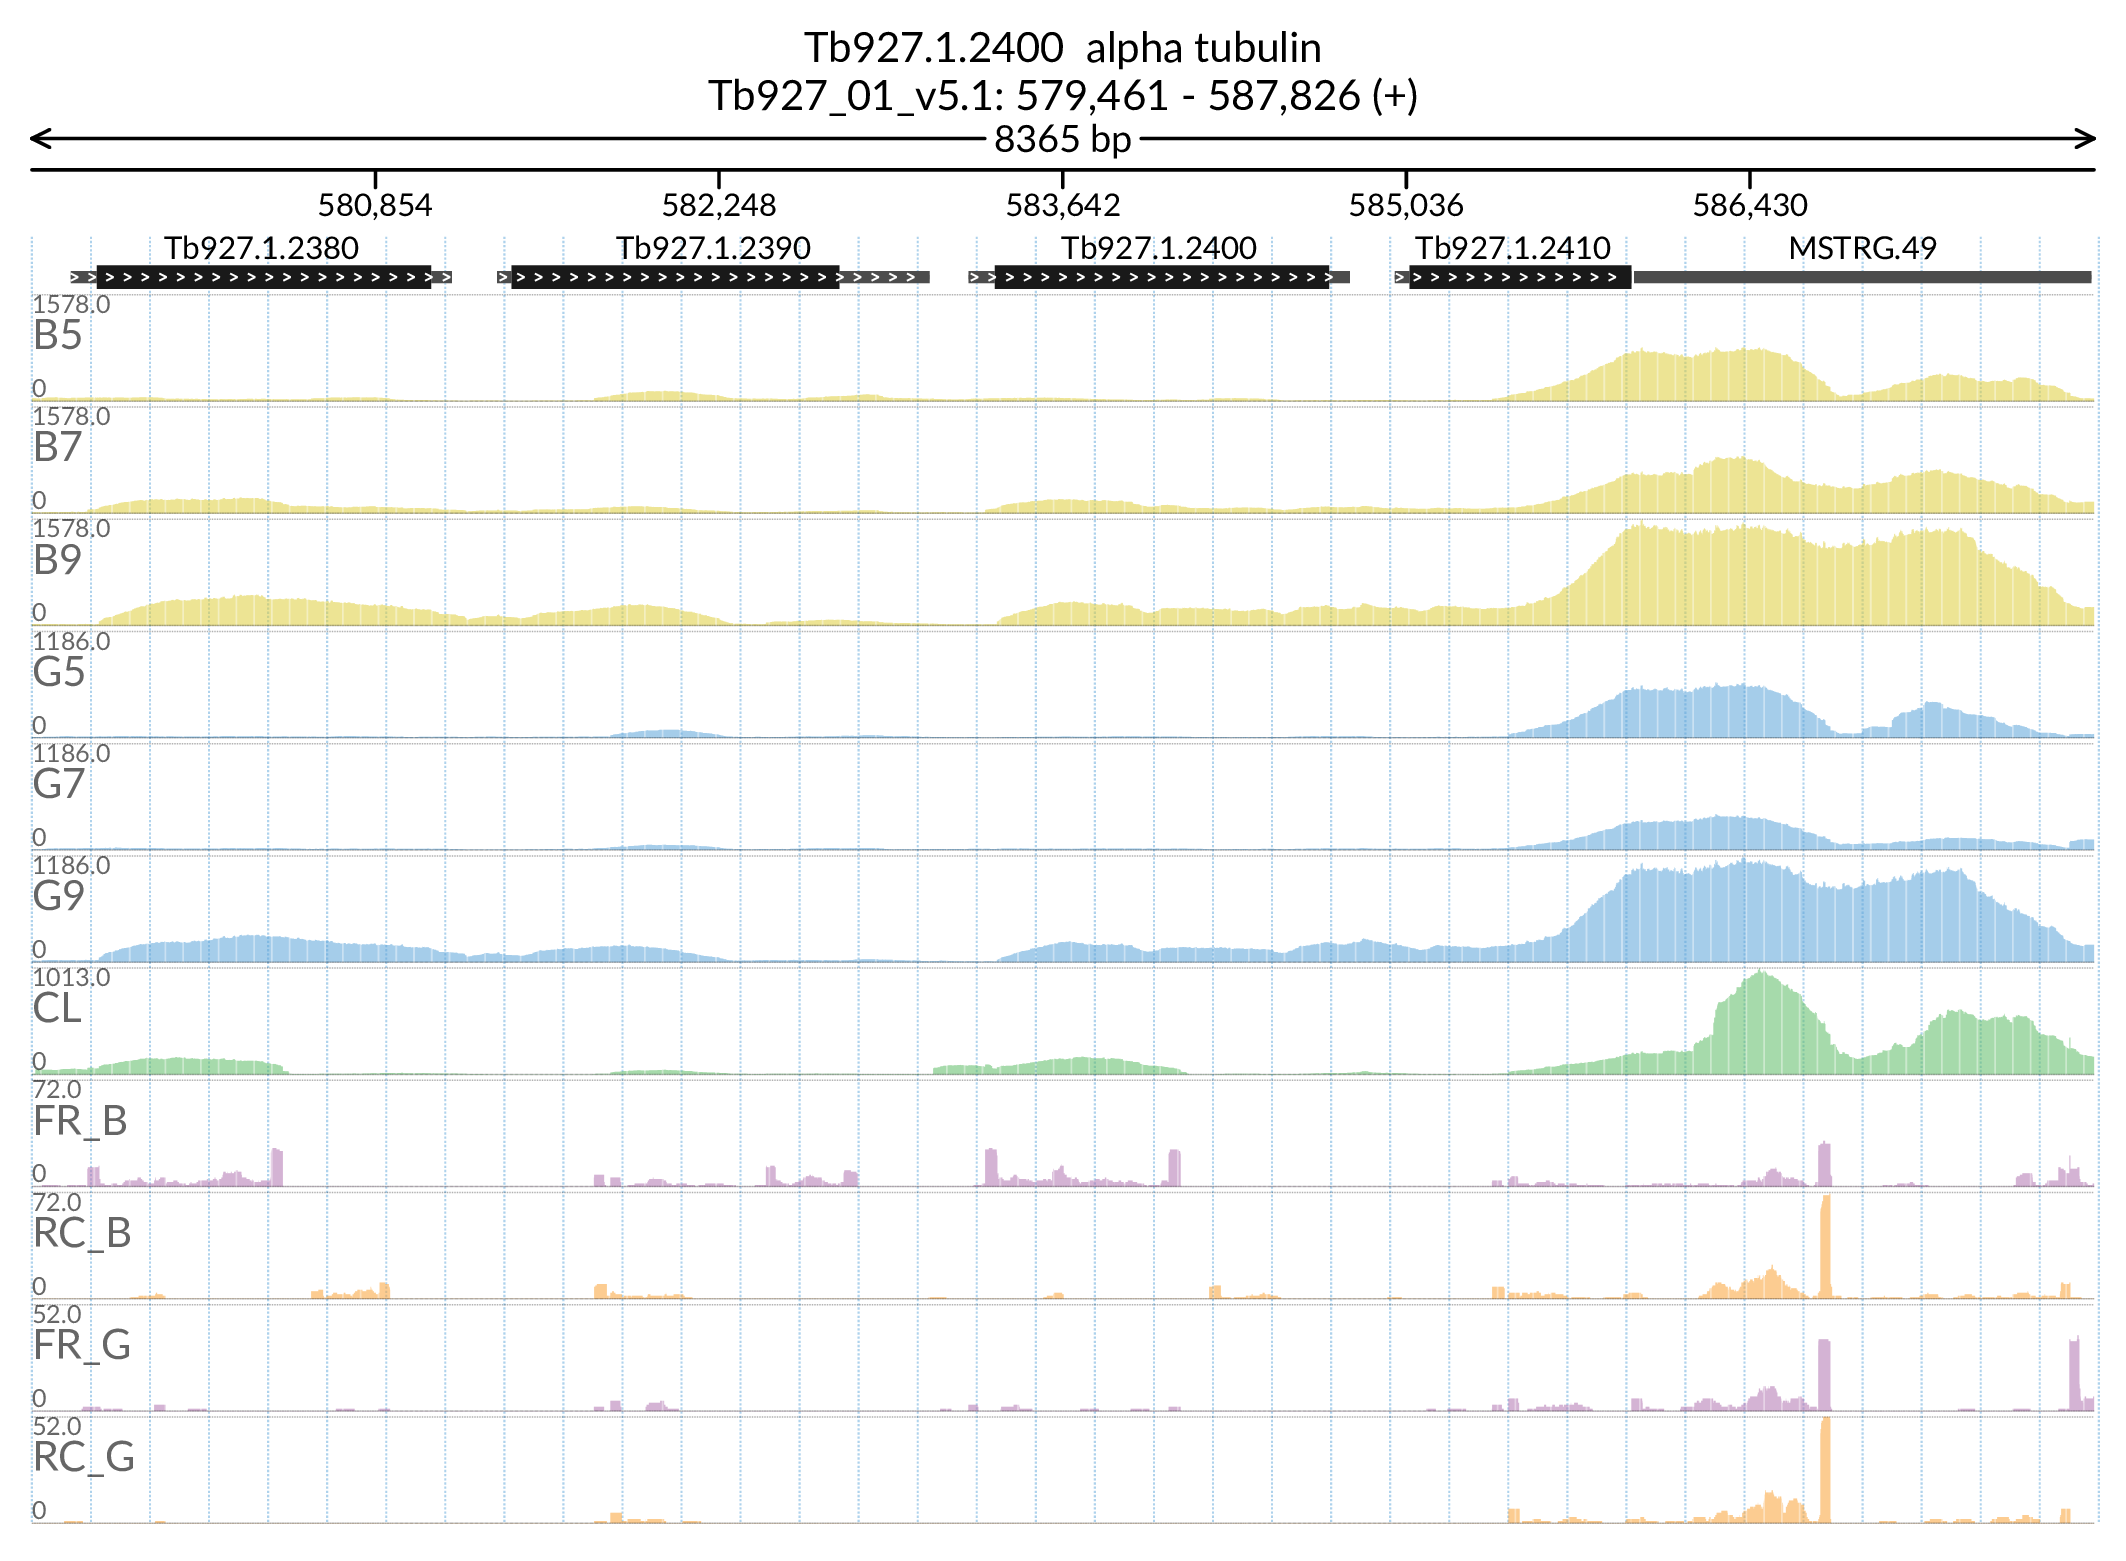 Tb927.1.2400  alpha tubulin
Tb927_01_v5.1: 579,461 - 587,826 (+)
8365 bp
580,854 582,248 583,642 585,036 586,430
Tb927.1.2380 Tb927.1.2390 Tb927.1.2400 Tb927.1.2410 MSTRG.49
1578.0
B5
0
1578.0
B7
0
1578.0
B9
0
1186.0
G5
0
1186.0
G7
0
1186.0
G9
0
1013.0
CL
0
72.0
FR_B
0
72.0
RC_B
0
52.0
FR_G
0
52.0
RC_G
0